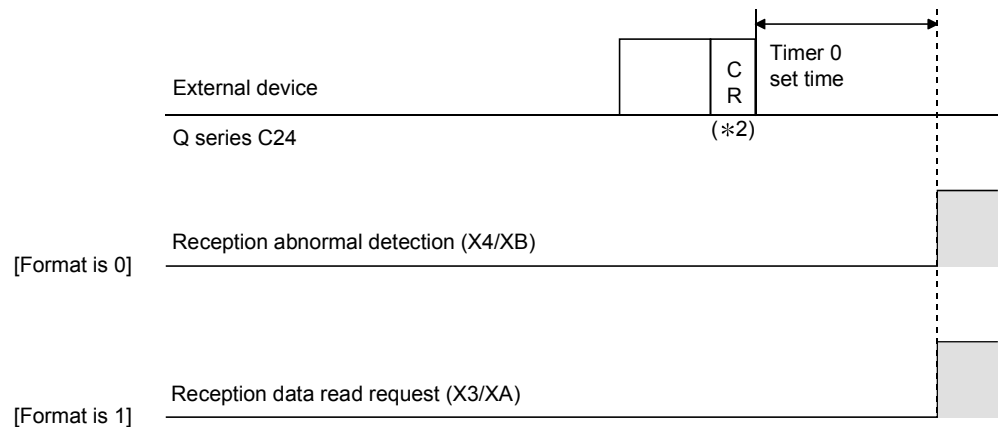 Timer 0
set time
C
R
External device
(∗2)
Q series C24
Reception abnormal detection (X4/XB)
[Format is 0]
Reception data read request (X3/XA)
[Format is 1]